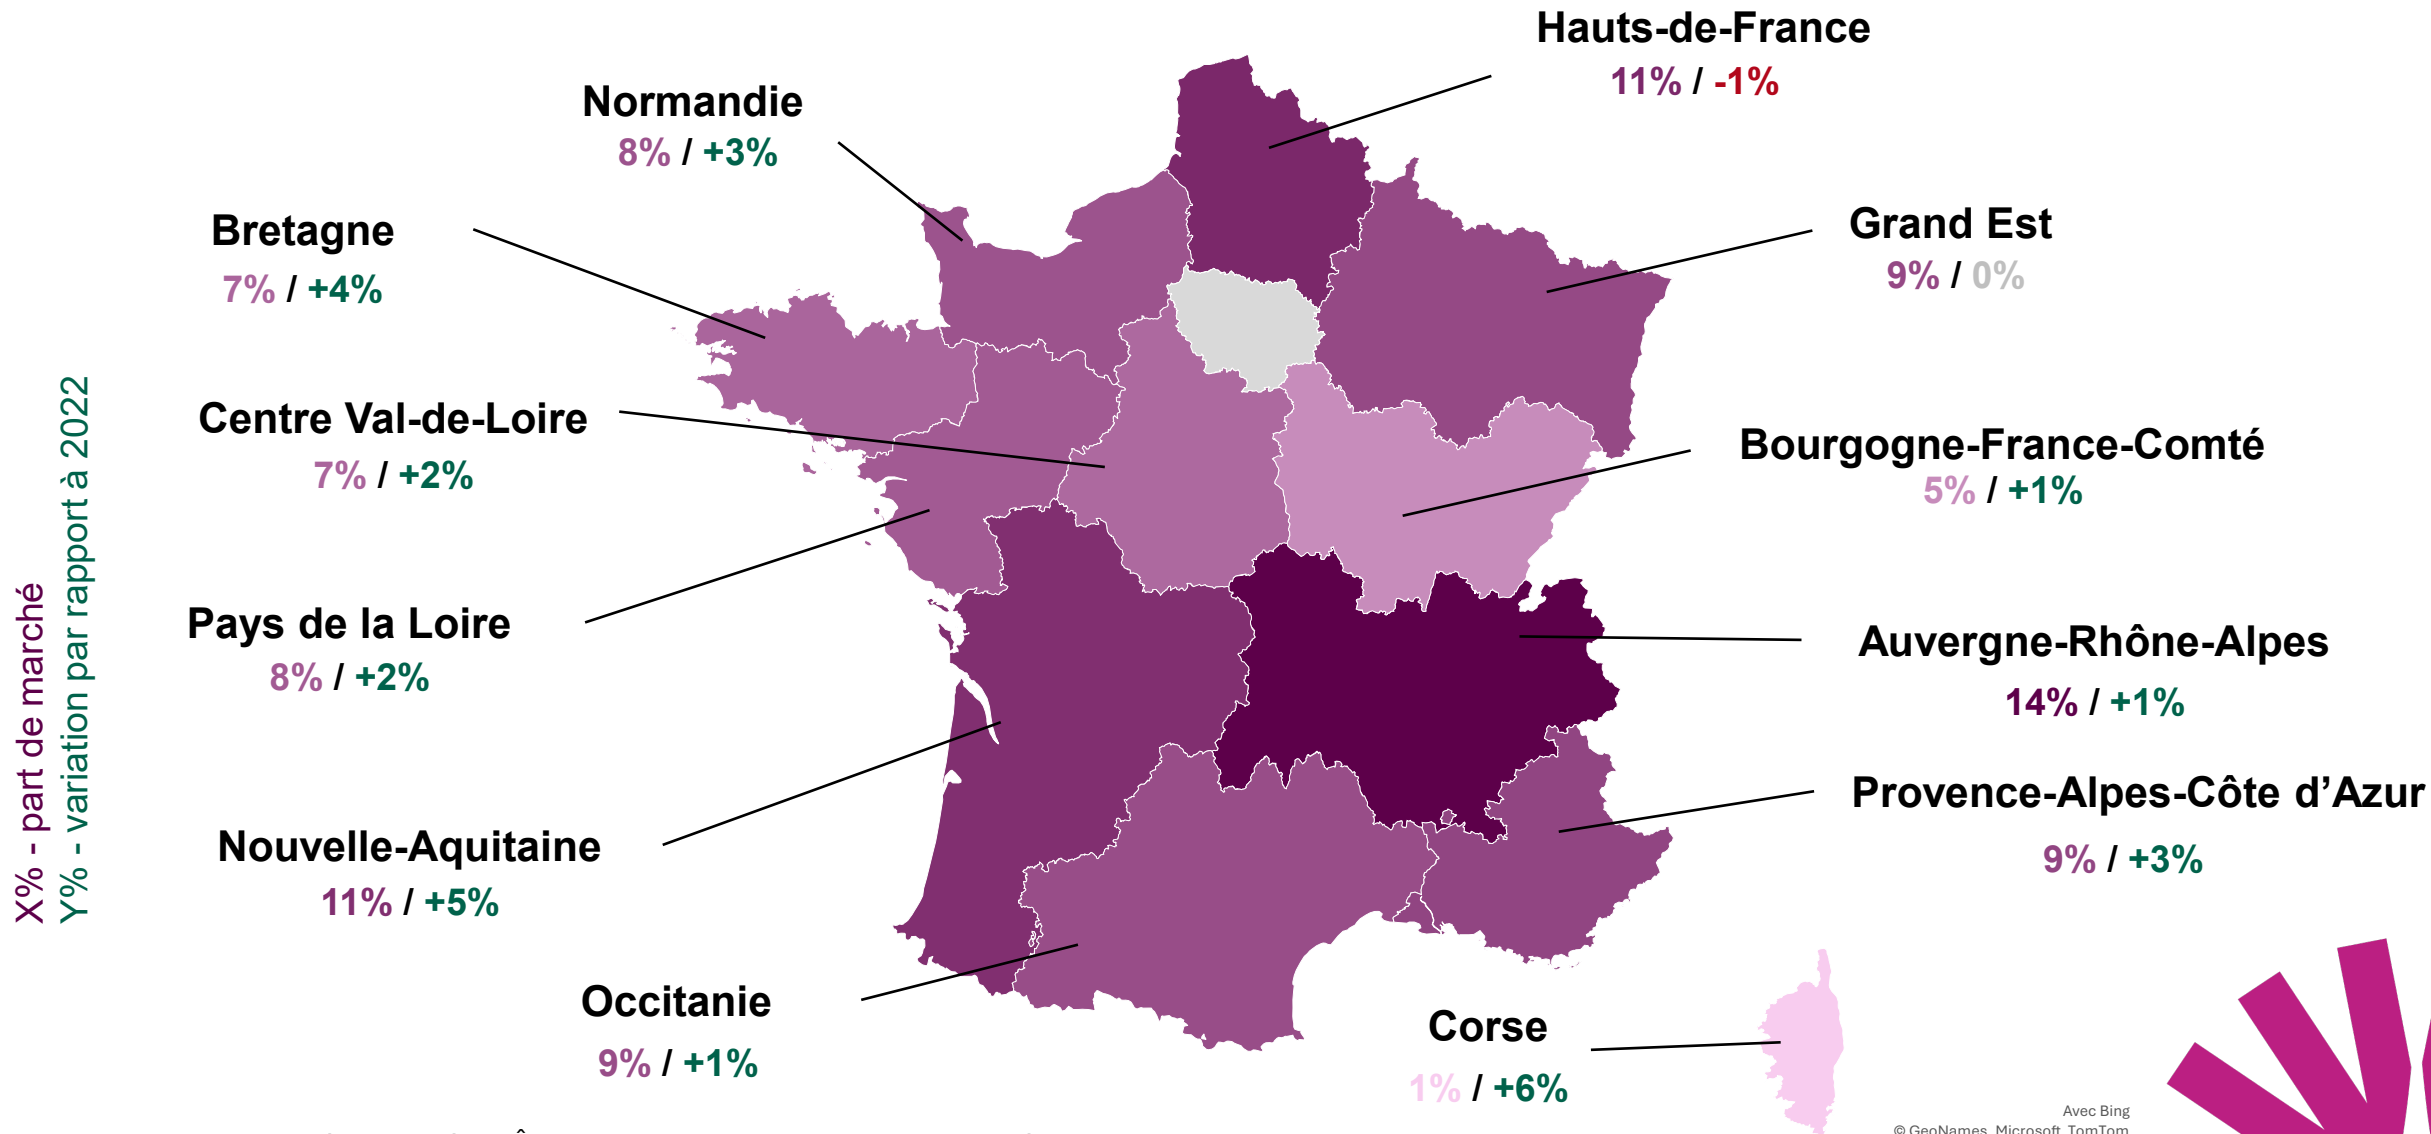 Hauts-de-France
11% / -1%
Normandie
8% / +3%
Bretagne
7% / +4%
Grand Est
9% / 0%
Centre Val-de-Loire
7% / +2%
Bourgogne-France-Comté
5% / +1%
Pays de la Loire
8% / +2%
Auvergne-Rhône-Alpes
14% / +1%
Provence-Alpes-Côte d’Azur
9% / +3%
Nouvelle-Aquitaine
11% / +5%
Occitanie
9% / +1%
Corse
1% / +6%
X% - part de marché
Y% - variation par rapport à 2022
Avec Bing
© GeoNames, Microsoft, TomTom